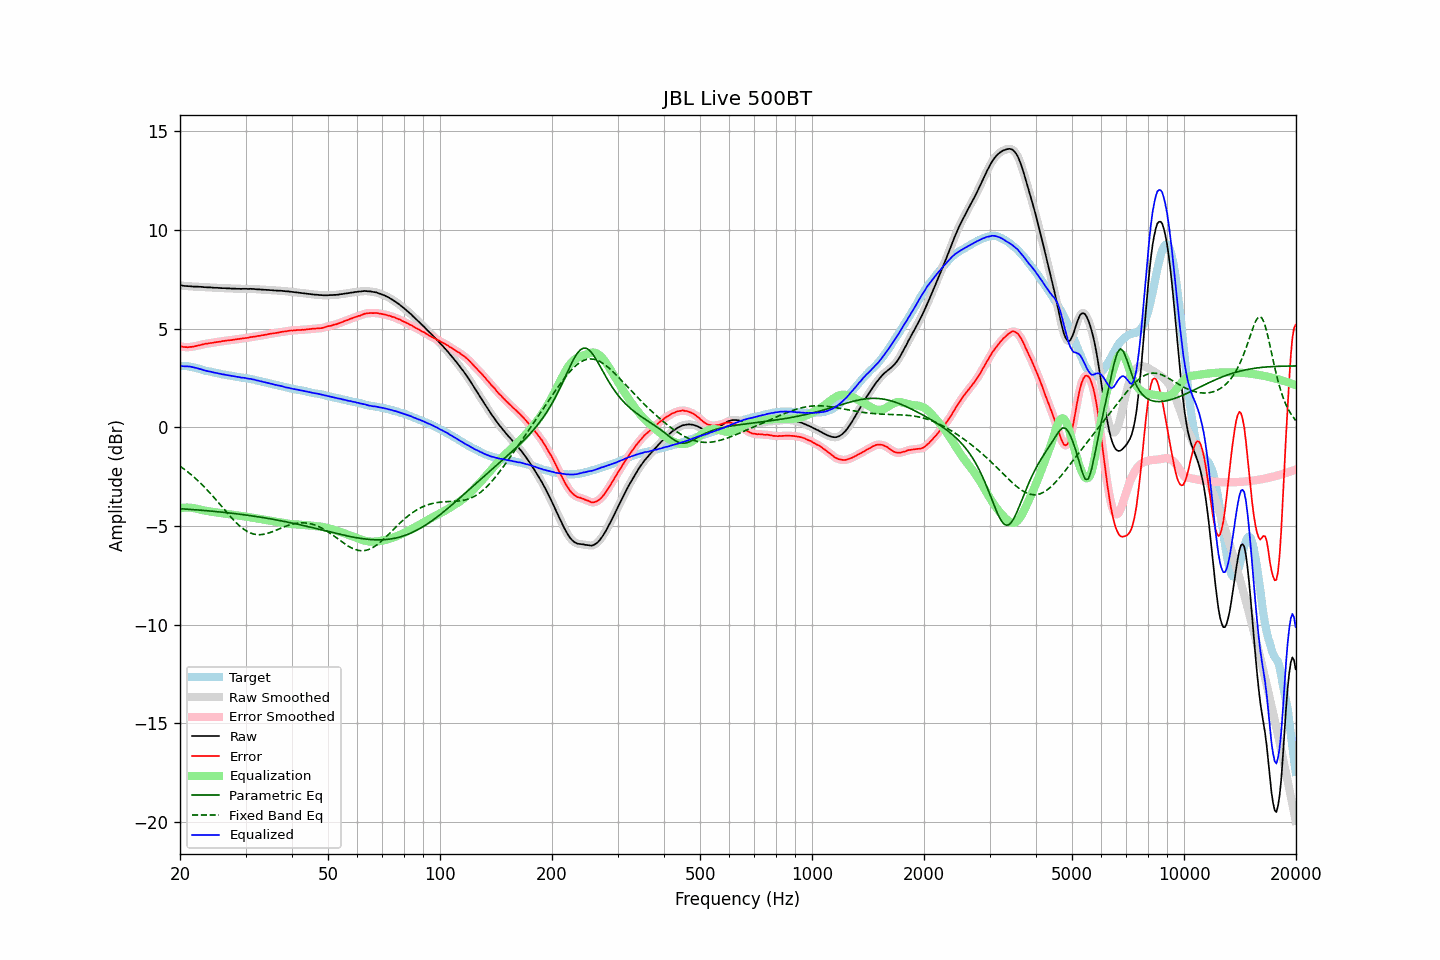 JBL Live 500BT
Amplitude (dBr)
15
10
5
0
−5
−10
−15
−20
Target
Raw Smoothed
Error Smoothed
Raw
Error
Equalization
Parametric Eq
Fixed Band Eq
Equalized
20 50 100 200 500 1000 2000 5000 10000 20000
Frequency (Hz)